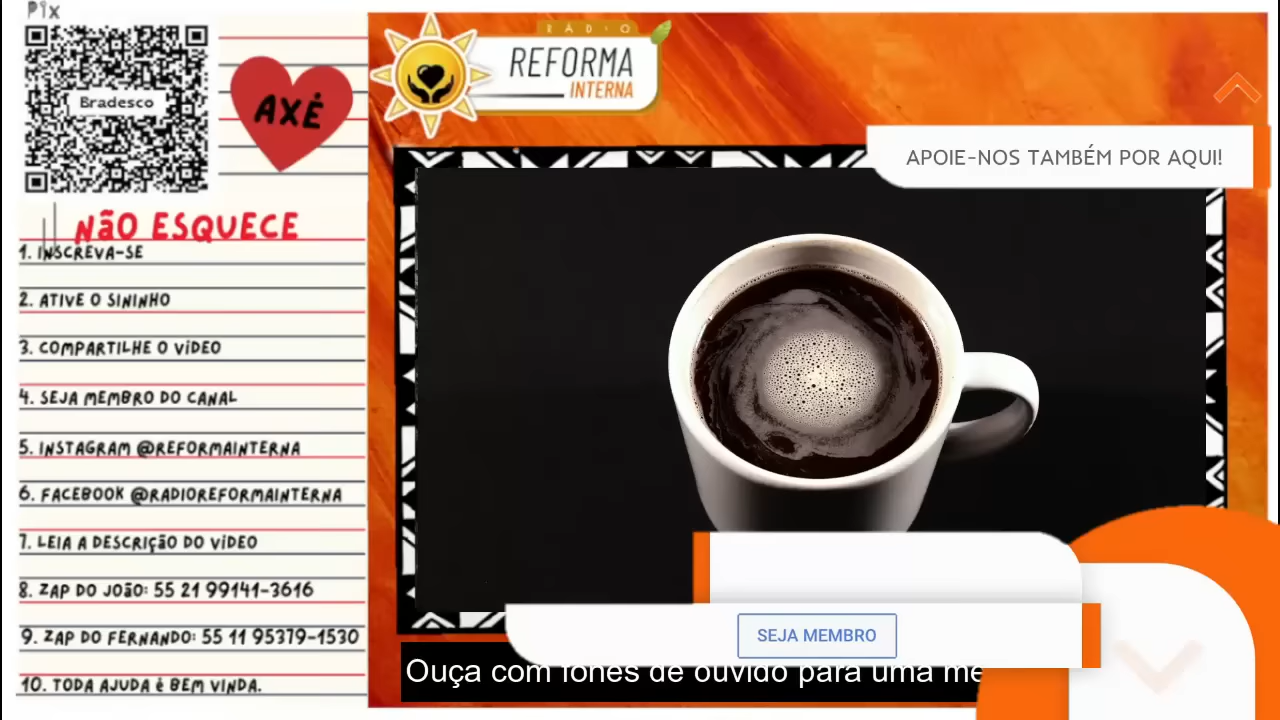 Pix
Bradesco
AXÉ
NÃO ESQUECE
1. INSCREVA-SE
2. ATIVE O SININHO
3. COMPARTILHE O VÍDEO
4. SEJA MEMBRO DO CANAL
5. INSTAGRAM @REFORMAINTERNA
6. FACEBOOK @RADIOREFORMAINTERNA
7. LEIA A DESCRIÇÃO DO VÍDEO
8. ZAP DO JOÃO: 55 21 99141-3616
9. ZAP DO FERNANDO: 55 11 95379-1530
10. TODA AJUDA É BEM VINDA.
RÁDIO
REFORMA
INTERNA
APOIE-NOS TAMBÉM POR AQUI!
SEJA MEMBRO
Ouça com fones de ouvido para uma